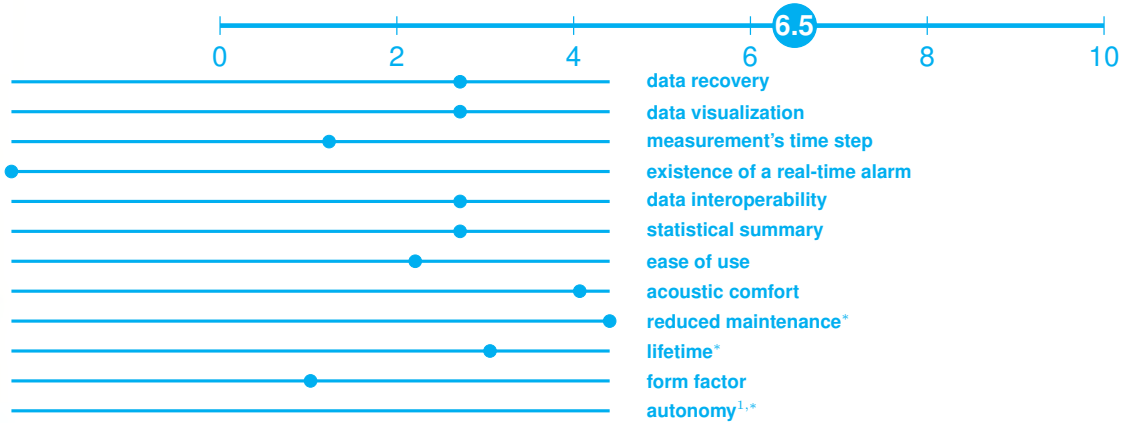 6.5
0 2 4 6 8 10
data recovery
data visualization
measurement's time step
existence of a real-time alarm
data interoperability
statistical summary
ease of use
acoustic comfort
reduced maintenance*
lifetime*
form factor
autonomy1,*